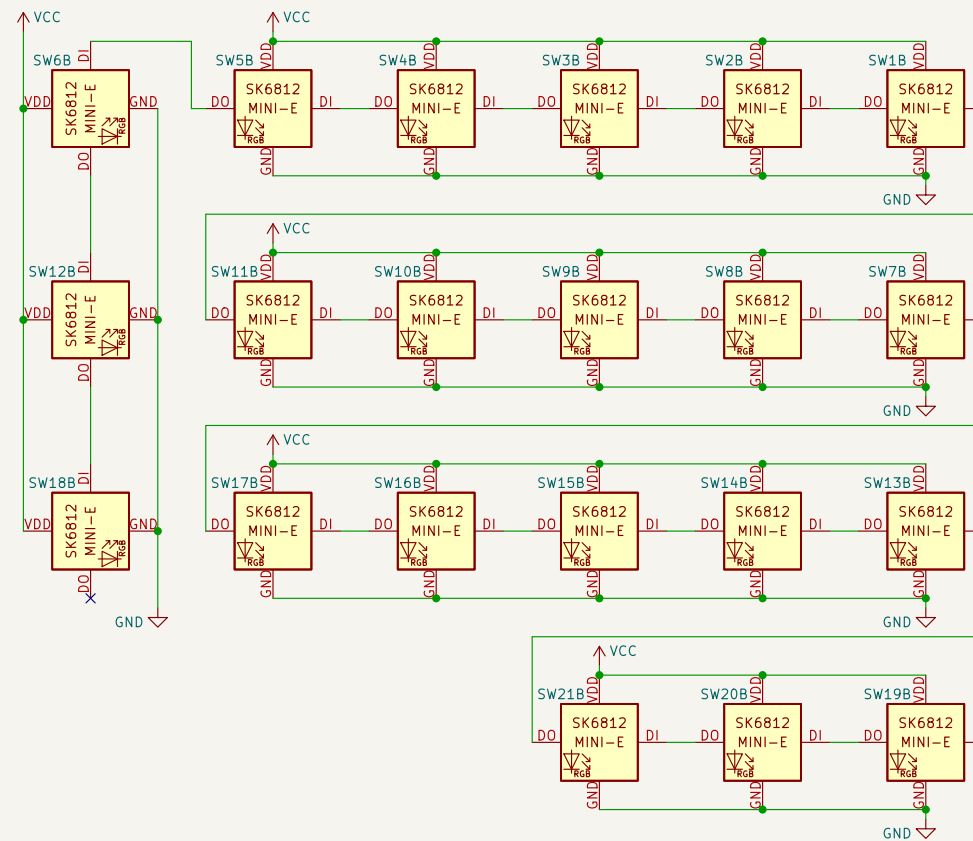 VCC
VCC
SW6B
DI
VDD
GND
SK6812
MINI-E
RGB
DO
SW5B
VDD
DO
SK6812
MINI-E
RGB
DI
GND
SW4B
VDD
DO
SK6812
MINI-E
RGB
DI
GND
SW3B
VDD
DO
SK6812
MINI-E
RGB
DI
GND
SW2B
VDD
DO
SK6812
MINI-E
RGB
DI
GND
SW1B
VDD
DO
SK6812
MINI-E
RGB
GND
GND
VCC
SW12B
DI
VDD
GND
SK6812
MINI-E
RGB
DO
SW11B
VDD
DO
SK6812
MINI-E
RGB
DI
GND
SW10B
VDD
DO
SK6812
MINI-E
RGB
DI
GND
SW9B
VDD
DO
SK6812
MINI-E
RGB
DI
GND
SW8B
VDD
DO
SK6812
MINI-E
RGB
DI
GND
SW7B
VDD
DO
SK6812
MINI-E
RGB
GND
GND
VCC
SW18B
DI
VDD
GND
SK6812
MINI-E
RGB
DO
GND
SW17B
VDD
DO
SK6812
MINI-E
RGB
DI
GND
SW16B
VDD
DO
SK6812
MINI-E
RGB
DI
GND
SW15B
VDD
DO
SK6812
MINI-E
RGB
DI
GND
SW14B
VDD
DO
SK6812
MINI-E
RGB
DI
GND
SW13B
VDD
DO
SK6812
MINI-E
RGB
GND
GND
VCC
SW21B
VDD
DO
SK6812
MINI-E
RGB
DI
GND
SW20B
VDD
DO
SK6812
MINI-E
RGB
DI
GND
SW19B
VDD
DO
SK6812
MINI-E
RGB
GND
GND